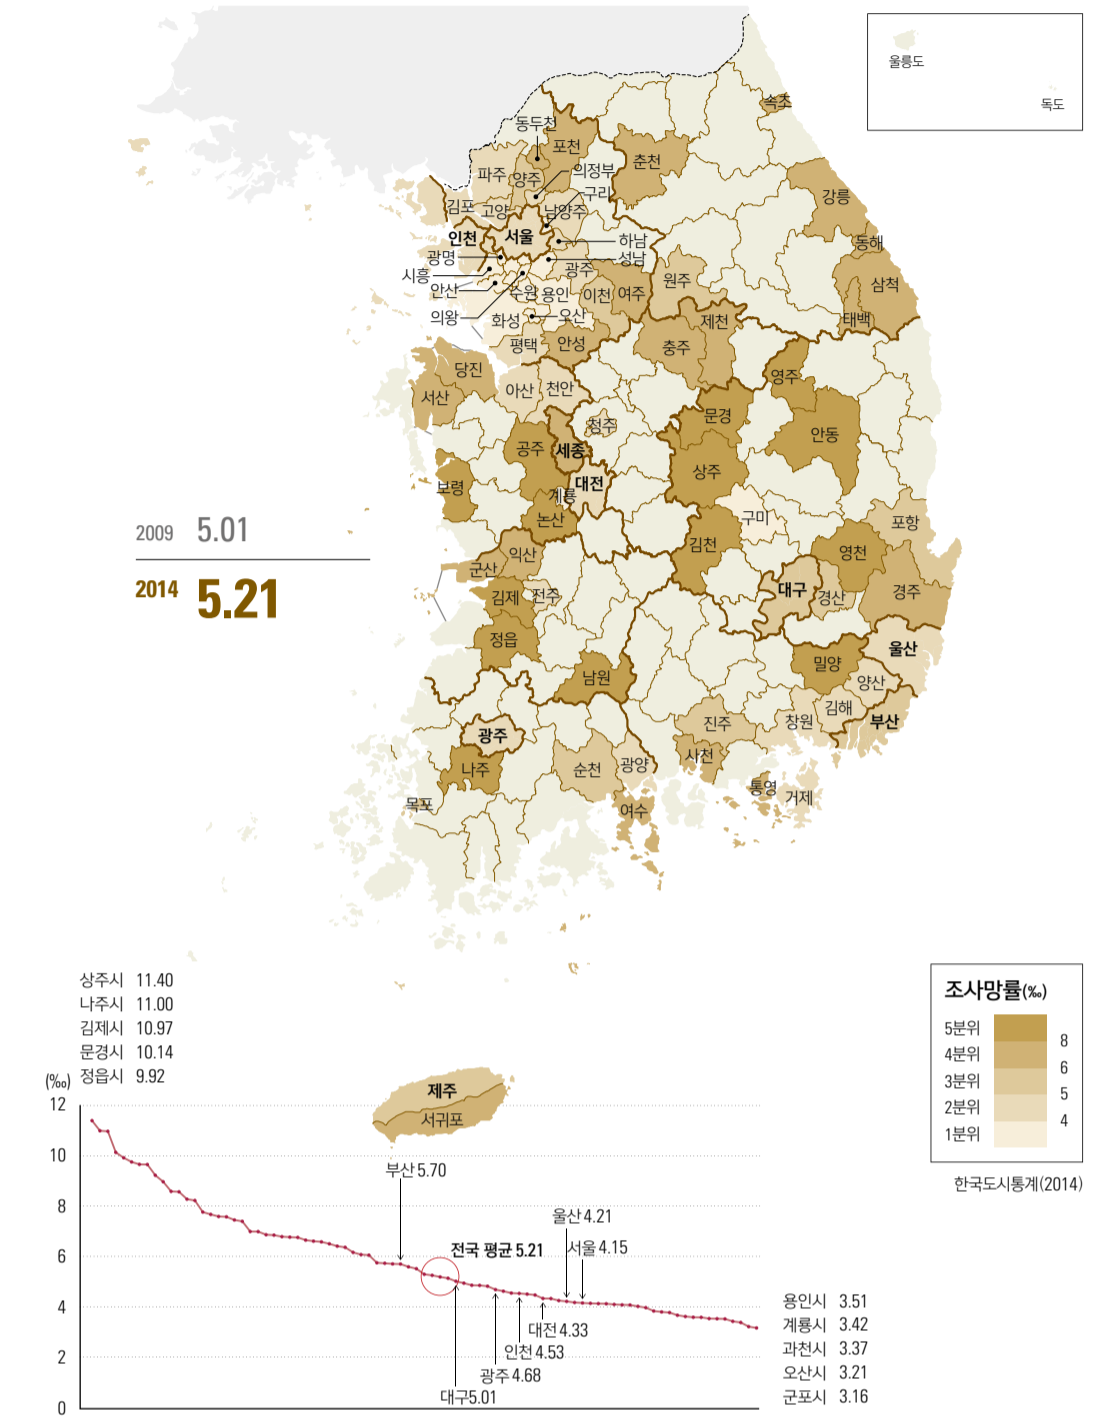 울릉도
독도
속초
동두천
포천
춘천
의정부
파주
양주
구리
강릉
김포
고양
남양주
인천
서울
하남
동해
광명
성남
시흥
광주
원주
삼척
안산
수원
용인
이천
여주
의왕
화성
오산
제천
태백
평택
안성
충주
당진
영주
아산
천안
서산
문경
청주
안동
공주
세종
상주
보령
대전
계룡
논산
구미
포항
2009 5.01
김천
영천
익산
군산
2014 5.21
김제
전주
대구
경산
경주
정읍
울산
밀양
남원
양산
김해
진주
창원
부산
광주
사천
나주
순천
광양
통영
거제
목포
여수
상주시 11.40
나주시 11.00
김제시 10.97
문경시 10.14
정읍시 9.92
조사망률(‰)
5분위
4분위
3분위
2분위
1분위
8
6
5
4
한국도시통계(2014)
제주
서귀포
(‰)
12
10
8
6
4
2
0
부산 5.70
전국 평균 5.21
울산 4.21
서울 4.15
대전 4.33
인천 4.53
광주 4.68
대구5.01
용인시 3.51
계룡시 3.42
과천시 3.37
오산시 3.21
군포시 3.16